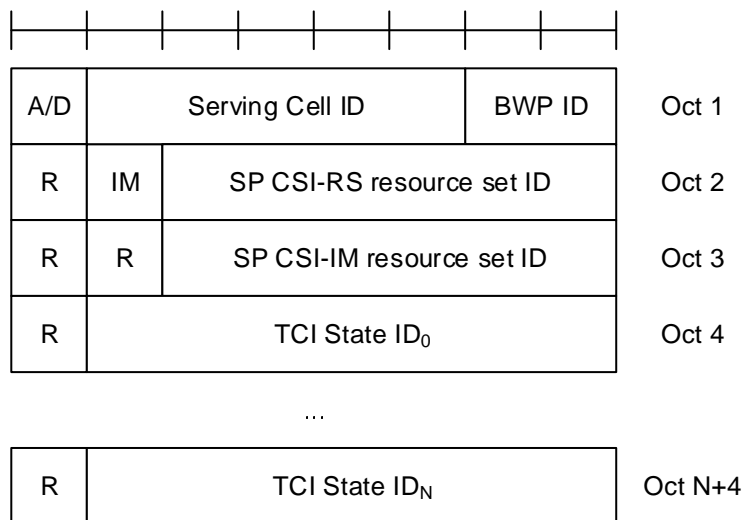 A/D Serving Cell ID BWP ID Oct 1
R IM SP CSI-RS resource set ID Oct 2
R R SP CSI-IM resource set ID Oct 3
R TCI State ID₀ Oct 4
...
R TCI State ID_N Oct N+4